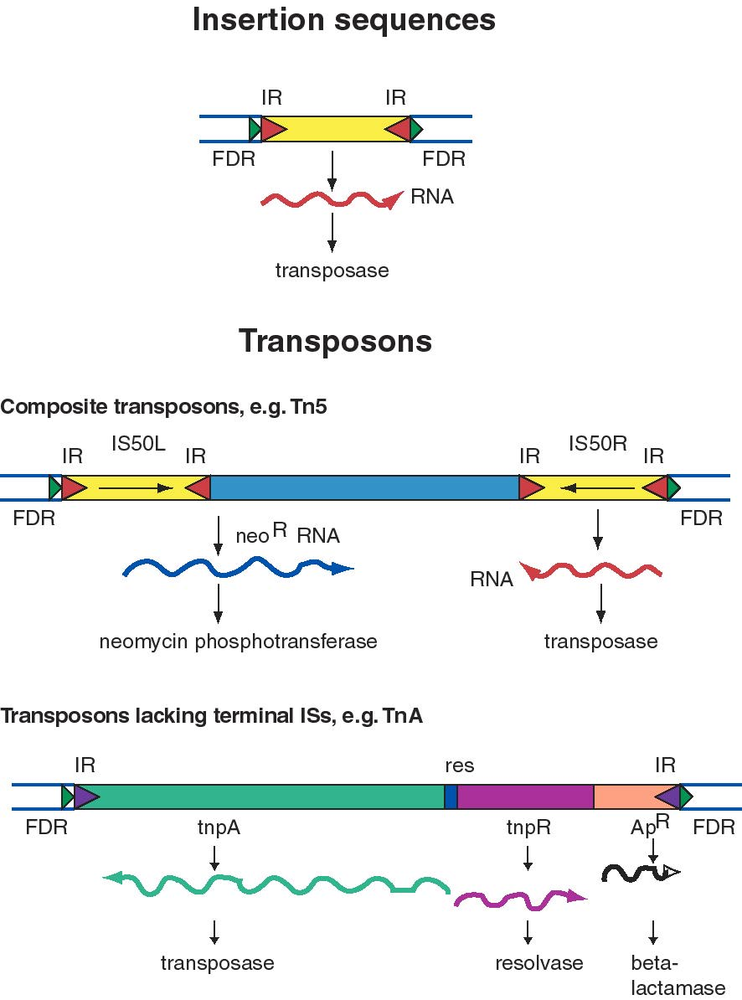 Insertion sequences
IR IR
FDR FDR
RNA
transposase
Transposons
Composite transposons, e.g. Tn5
IS50L IS50R
IR IR IR IR
FDR FDR
neoR RNA
RNA
neomycin phosphotransferase transposase
Transposons lacking terminal ISs, e.g. TnA
IR res IR
FDR tnpA tnpR ApR FDR
transposase resolvase beta-
lactamase